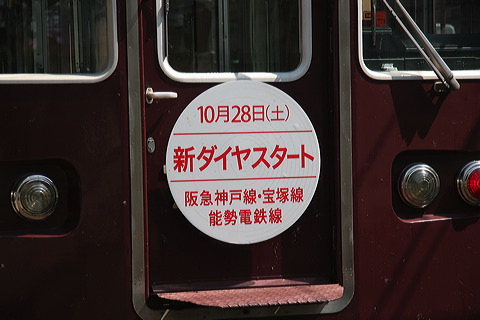 10月28日(土)
新ダイヤスタート
阪急神戸線・宝塚線
能勢電鉄線